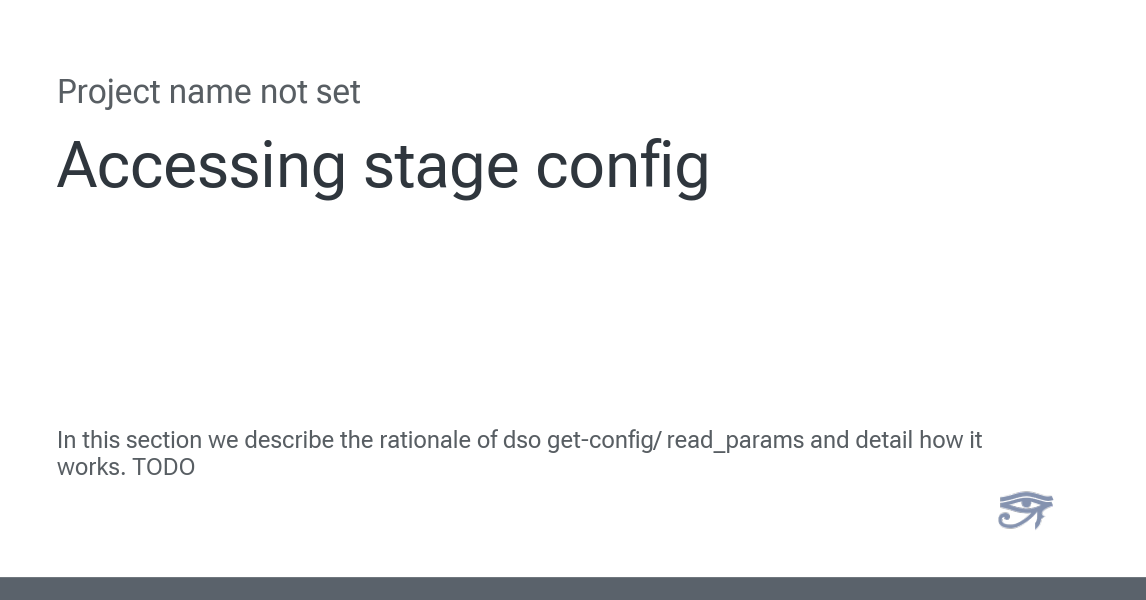 Project name not set
Accessing stage config
In this section we describe the rationale of dso get-config/ read_params and detail how it
works. TODO